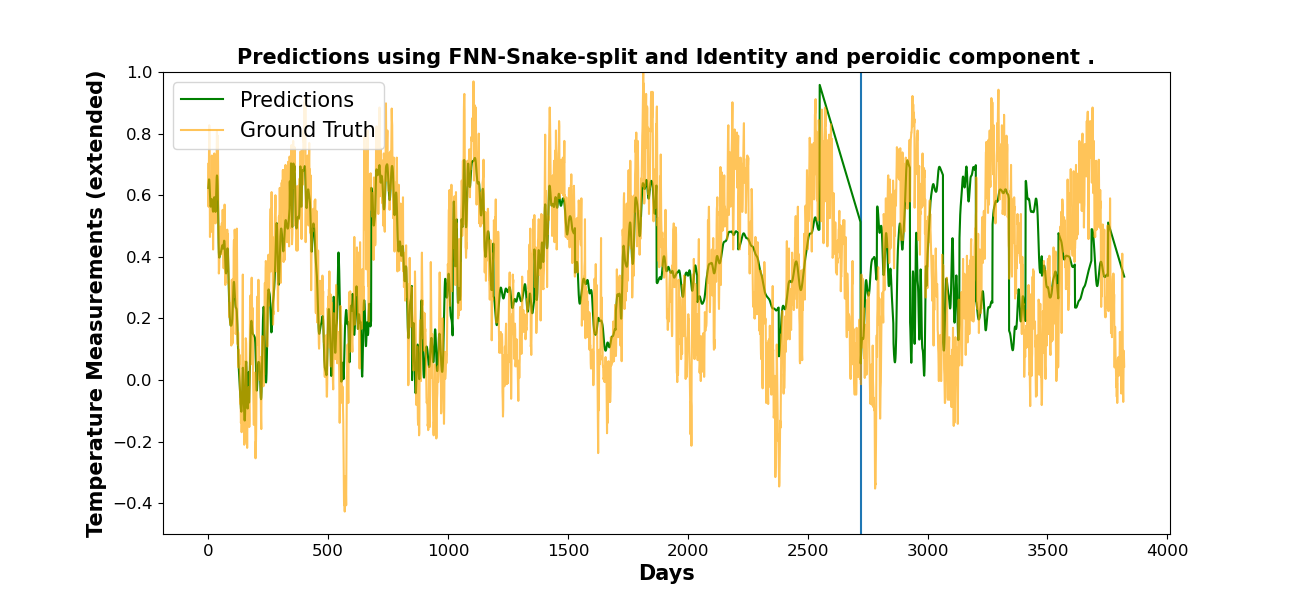 Predictions using FNN-Snake-split and Identity and peroidic component .
Temperature Measurements (extended)
1.0
0.8
0.6
0.4
0.2
0.0
−0.2
−0.4
Predictions
Ground Truth
0 500 1000 1500 2000 2500 3000 3500 4000
Days